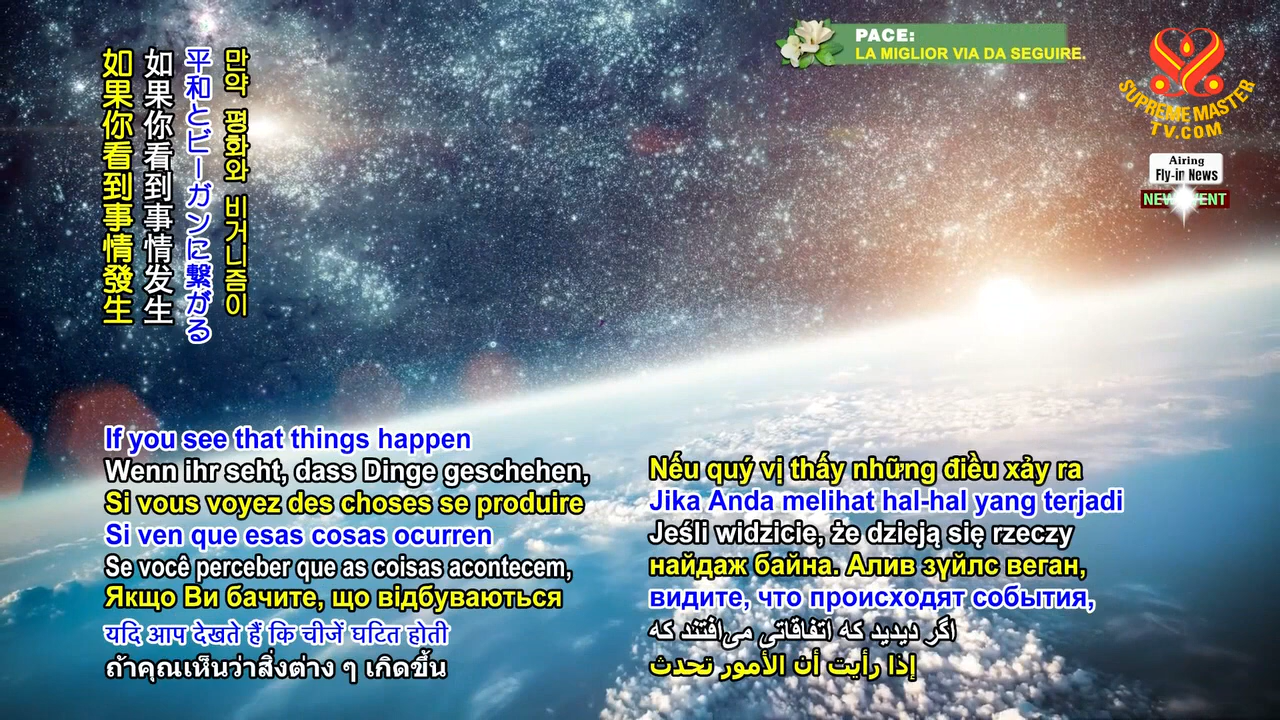 만약 평화와 비거니즘이
平和とビーガンに繋がる
如果你看到事情发生
如果你看到事情發生
PACE:
LA MIGLIOR VIA DA SEGUIRE.
SUPREME MASTER
TV.COM
Airing
Fly-in News
If you see that things happen
Wenn ihr seht, dass Dinge geschehen,
Si vous voyez des choses se produire
Si ven que esas cosas ocurren
Se você perceber que as coisas acontecem,
Якщо Ви бачите, що відбуваються
यदि आप देखते हैं कि चीजें घटित होती
ถ้าคุณเห็นว่าสิ่งต่าง ๆ เกิดขึ้น
Nếu quý vị thấy những điều xảy ra
Jika Anda melihat hal-hal yang terjadi
Jeśli widzicie, że dzieją się rzeczy
найдаж байна. Алив зүйлс веган,
видите, что происходят события,
اگر دیدید که اتفاقاتی می‌افتند که
إذا رأيت أن الأمور تحدث